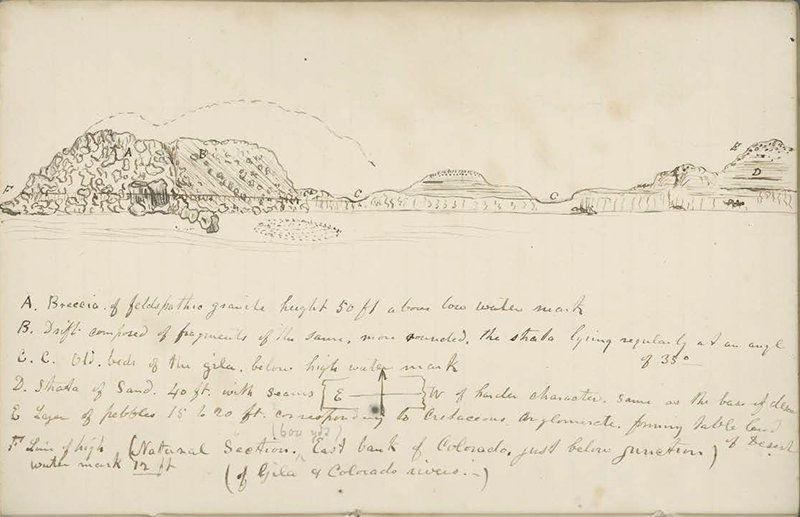 F A B C C E D
A. Breccia of feldspathic granite height 50 ft above low water mark
B. Drift composed of fragments of the same, more rounded, the strata lying regularly at an angle
of 35°
C. C. Old beds of the gila, below high water mark
D. Strata of Sand. 40 ft. with seams E W of harder character, same as the base of
E Layer of pebbles 15 to 20 ft. corresponding to Cretaceous conglomerate forming table land
of Desert
F Line of high
water mark 12 ft
(Natural Section, East bank of Colorado, just below junction)
(of Gila & Colorado rivers.-)